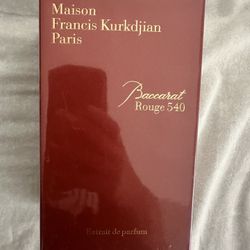 Maison
Francis Kurkdjian
Paris
Baccarat
Rouge 540
Extrait de parfum